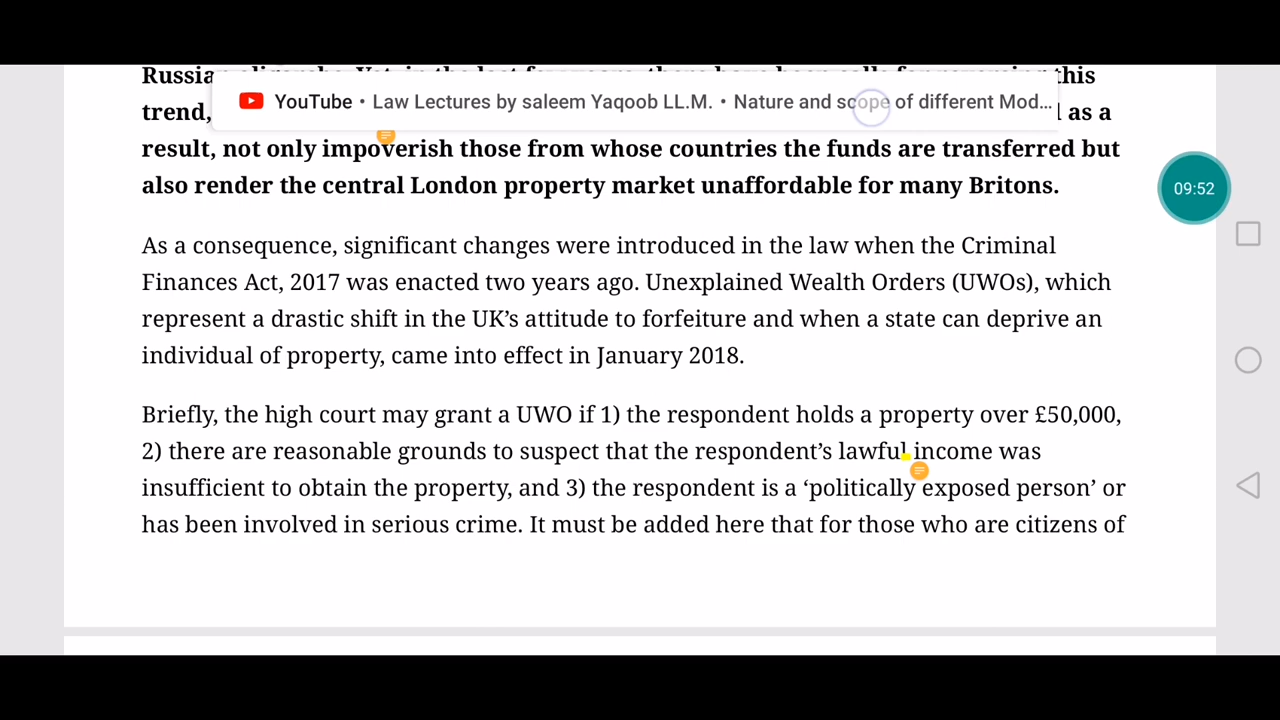 Russian
this
YouTube • Law Lectures by saleem Yaqoob LL.M. • Nature and scope of different Mod...
trend,
as a
result, not only impoverish those from whose countries the funds are transferred but
also render the central London property market unaffordable for many Britons.
09:52
As a consequence, significant changes were introduced in the law when the Criminal
Finances Act, 2017 was enacted two years ago. Unexplained Wealth Orders (UWOs), which
represent a drastic shift in the UK’s attitude to forfeiture and when a state can deprive an
individual of property, came into effect in January 2018.
Briefly, the high court may grant a UWO if 1) the respondent holds a property over £50,000,
2) there are reasonable grounds to suspect that the respondent’s lawful income was
insufficient to obtain the property, and 3) the respondent is a ‘politically exposed person’ or
has been involved in serious crime. It must be added here that for those who are citizens of